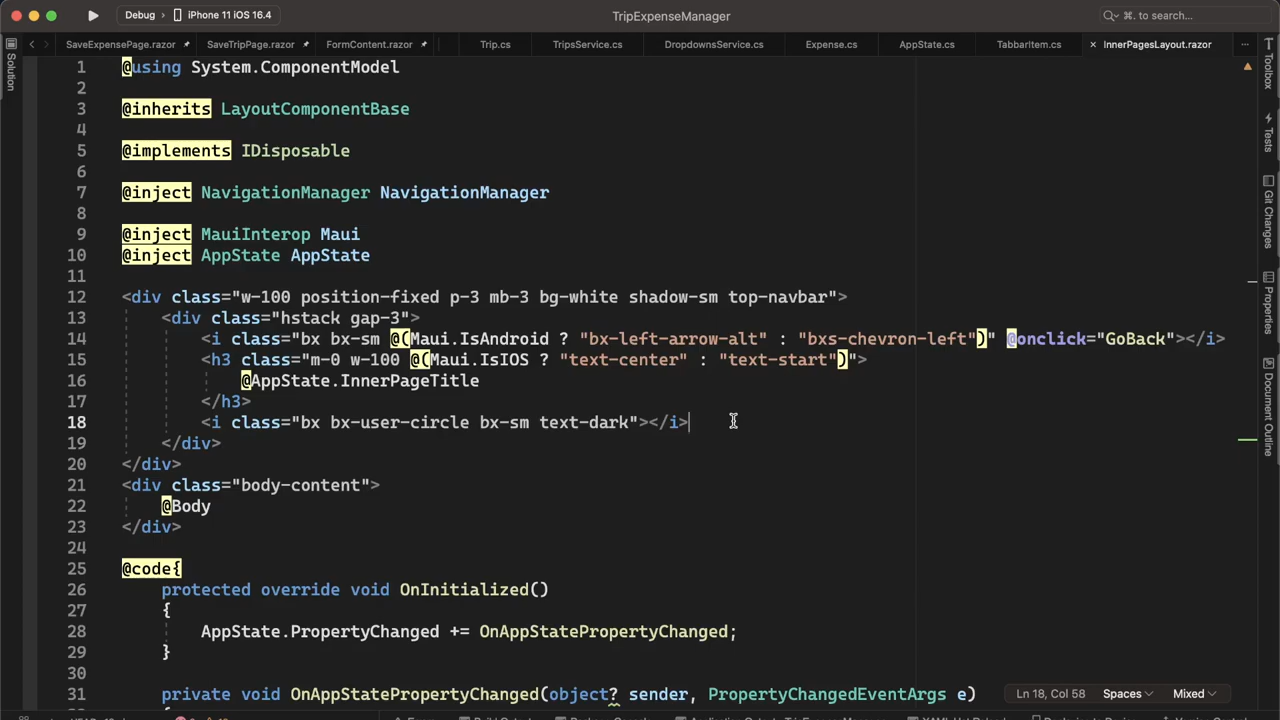 Debug > iPhone 11 iOS 16.4
TripExpenseManager
⌘. to search...
SaveExpensePage.razor
SaveTripPage.razor
FormContent.razor
Trip.cs
TripsService.cs
DropdownsService.cs
Expense.cs
AppState.cs
TabbarItem.cs
InnerPagesLayout.razor
Solution
Toolbox
Tests
Git Changes
Properties
Document Outline
1 @using System.ComponentModel
2
3 @inherits LayoutComponentBase
4
5 @implements IDisposable
6
7 @inject NavigationManager NavigationManager
8
9 @inject MauiInterop Maui
10 @inject AppState AppState
11
12 <div class="w-100 position-fixed p-3 mb-3 bg-white shadow-sm top-navbar">
13 <div class="hstack gap-3">
14 <i class="bx bx-sm @(Maui.IsAndroid ? "bx-left-arrow-alt" : "bxs-chevron-left")" @onclick="GoBack"></i>
15 <h3 class="m-0 w-100 @(Maui.IsIOS ? "text-center" : "text-start")">
16 @AppState.InnerPageTitle
17 </h3>
18 <i class="bx bx-user-circle bx-sm text-dark"></i>
19 </div>
20 </div>
21 <div class="body-content">
22 @Body
23 </div>
24
25 @code{
26 protected override void OnInitialized()
27 {
28 AppState.PropertyChanged += OnAppStatePropertyChanged;
29 }
30
31 private void OnAppStatePropertyChanged(object? sender, PropertyChangedEventArgs e)
Ln 18, Col 58
Spaces
Mixed